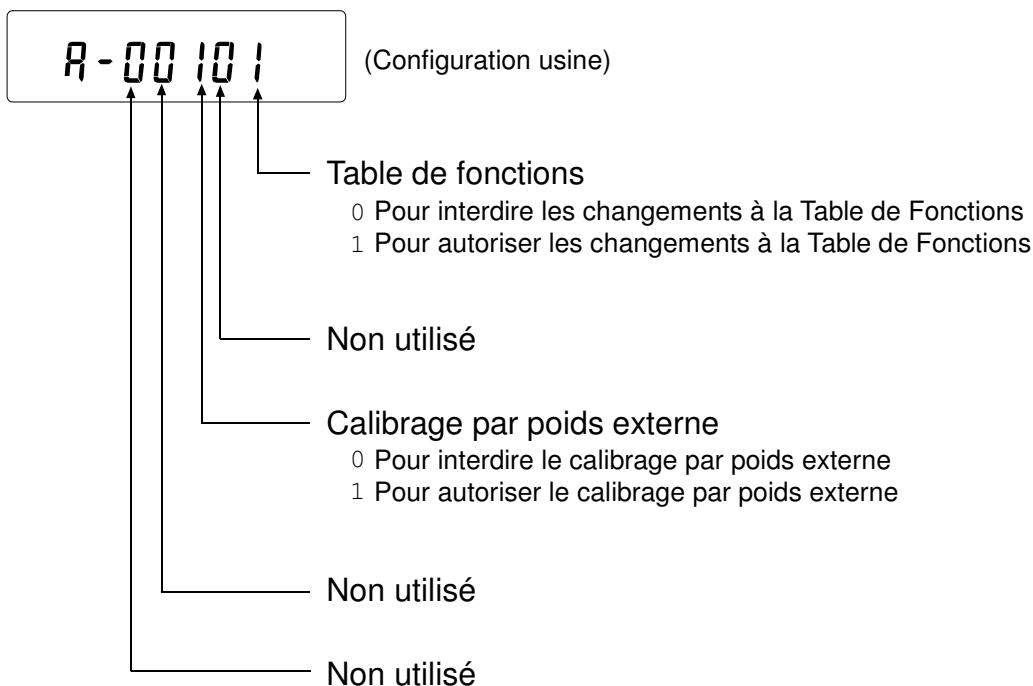 A-00101
(Configuration usine)
Table de fonctions
0 Pour interdire les changements à la Table de Fonctions
1 Pour autoriser les changements à la Table de Fonctions
Non utilisé
Calibrage par poids externe
0 Pour interdire le calibrage par poids externe
1 Pour autoriser le calibrage par poids externe
Non utilisé
Non utilisé